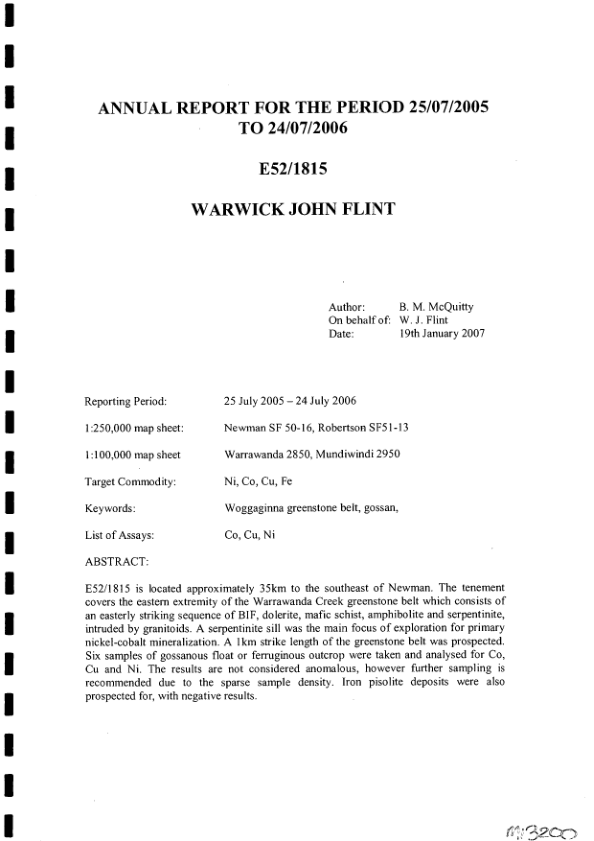 ANNUAL REPORT FOR THE PERIOD 25/07/2005
TO 24/07/2006
E52/1815
WARWICK JOHN FLINT
Author: B. M. McQuitty
On behalf of: W. J. Flint
Date: 19th January 2007
Reporting Period: 25 July 2005 – 24 July 2006
1:250,000 map sheet: Newman SF 50-16, Robertson SF51-13
1:100,000 map sheet Warrawanda 2850, Mundiwindi 2950
Target Commodity: Ni, Co, Cu, Fe
Keywords: Woggaginna greenstone belt, gossan,
List of Assays: Co, Cu, Ni
ABSTRACT:
E52/1815 is located approximately 35km to the southeast of Newman. The tenement
covers the eastern extremity of the Warrawanda Creek greenstone belt which consists of
an easterly striking sequence of BIF, dolerite, mafic schist, amphibolite and serpentinite,
intruded by granitoids. A serpentinite sill was the main focus of exploration for primary
nickel-cobalt mineralization. A 1km strike length of the greenstone belt was prospected.
Six samples of gossanous float or ferruginous outcrop were taken and analysed for Co,
Cu and Ni. The results are not considered anomalous, however further sampling is
recommended due to the sparse sample density. Iron pisolite deposits were also
prospected for, with negative results.